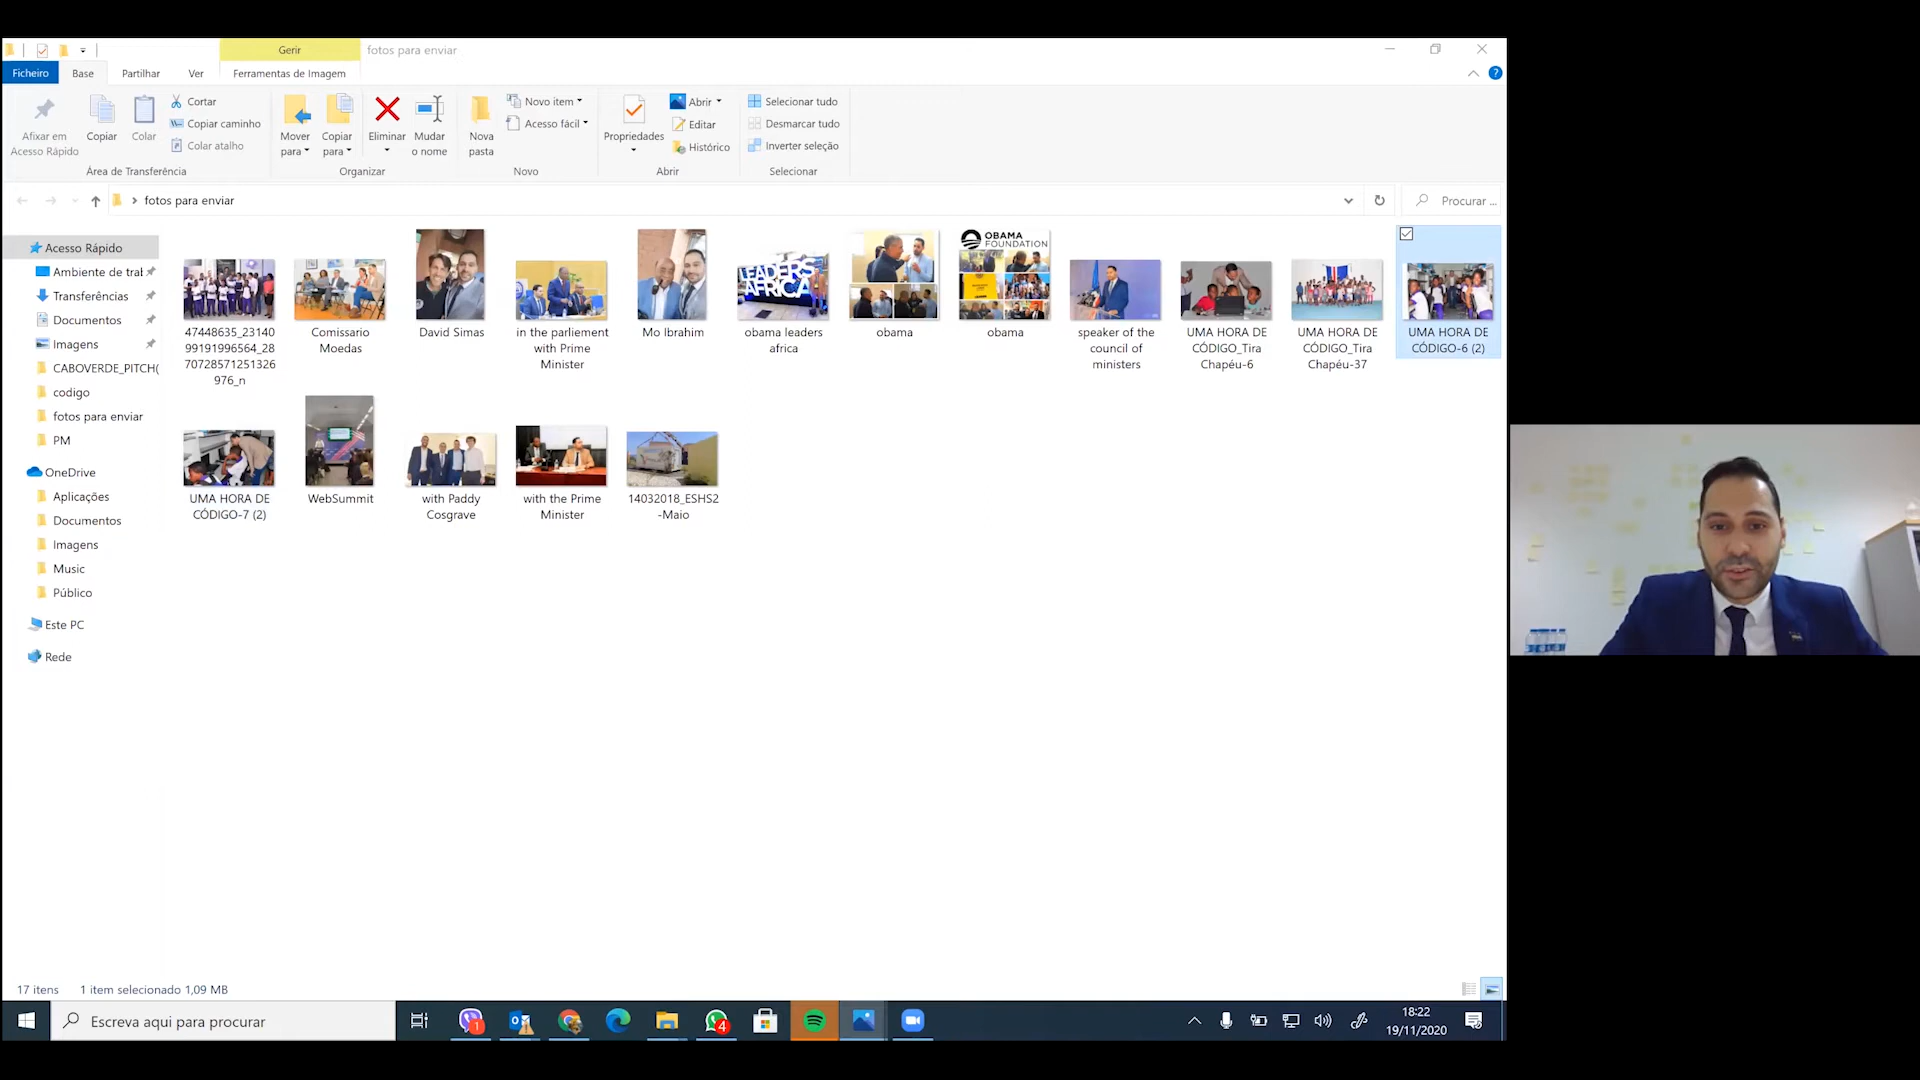 Gerir
fotos para enviar
Ficheiro
Base
Partilhar
Ver
Ferramentas de Imagem
Afixar em
Acesso Rápido
Copiar
Colar
Cortar
Copiar caminho
Colar atalho
Área de Transferência
Mover
para
Copiar
para
Eliminar
Mudar
o nome
Organizar
Nova
pasta
Novo item
Acesso fácil
Novo
Propriedades
Abrir
Editar
Histórico
Abrir
Selecionar tudo
Desmarcar tudo
Inverter seleção
Selecionar
fotos para enviar
Procurar ...
Acesso Rápido
Ambiente de tral
Transferências
Documentos
Imagens
CABOVERDE_PITCH(
codigo
fotos para enviar
PM
OneDrive
Aplicações
Documentos
Imagens
Music
Público
Este PC
Rede
47448635_23140
99191996564_28
70728571251326
976_n
Comissario
Moedas
David Simas
in the parliement
with Prime
Minister
Mo Ibrahim
LEADERS
AFRICA
obama leaders
africa
obama
OBAMA
FOUNDATION
obama
speaker of the
council of
ministers
UMA HORA DE
CÓDIGO_Tira
Chapéu-6
UMA HORA DE
CÓDIGO_Tira
Chapéu-37
UMA HORA DE
CÓDIGO-6 (2)
UMA HORA DE
CÓDIGO-7 (2)
WebSummit
with Paddy
Cosgrave
with the Prime
Minister
14032018_ESHS2
-Maio
17 itens
1 item selecionado 1,09 MB
Escreva aqui para procurar
1
4
18:22
19/11/2020